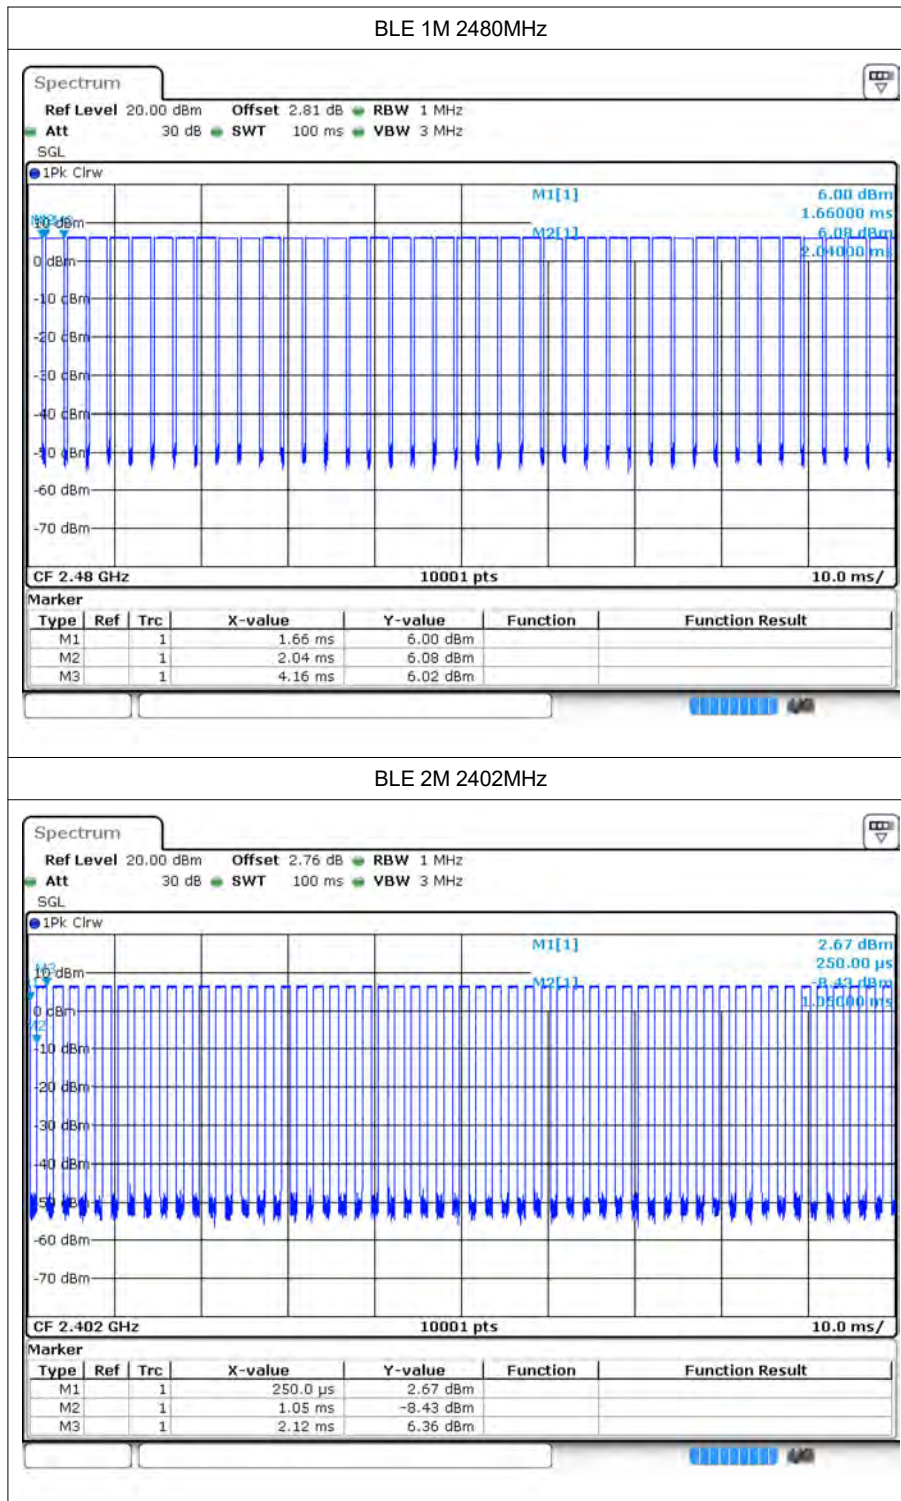 BLE 1M 2480MHz
Spectrum
Ref Level 20.00 dBm Offset 2.81 dB RBW 1 MHz
Att 30 dB SWT 100 ms VBW 3 MHz
SGL
1Pk Clrw
M1[1] 6.00 dBm
1.66000 ms
10 dBm
M2[1] 6.08 dBm
2.04000 ms
0 dBm
-10 dBm
-20 dBm
-30 dBm
-40 dBm
-50 dBm
-60 dBm
-70 dBm
CF 2.48 GHz 10001 pts 10.0 ms/
Marker
Type Ref Trc X-value Y-value Function Function Result
M1 1 1.66 ms 6.00 dBm
M2 1 2.04 ms 6.08 dBm
M3 1 4.16 ms 6.02 dBm
BLE 2M 2402MHz
Spectrum
Ref Level 20.00 dBm Offset 2.76 dB RBW 1 MHz
Att 30 dB SWT 100 ms VBW 3 MHz
SGL
1Pk Clrw
M1[1] 2.67 dBm
250.00 µs
M3
10 dBm
M2[1] -8.43 dBm
1.05000 ms
0 dBm
M2
-10 dBm
-20 dBm
-30 dBm
-40 dBm
-50 dBm
-60 dBm
-70 dBm
CF 2.402 GHz 10001 pts 10.0 ms/
Marker
Type Ref Trc X-value Y-value Function Function Result
M1 1 250.0 µs 2.67 dBm
M2 1 1.05 ms -8.43 dBm
M3 1 2.12 ms 6.36 dBm